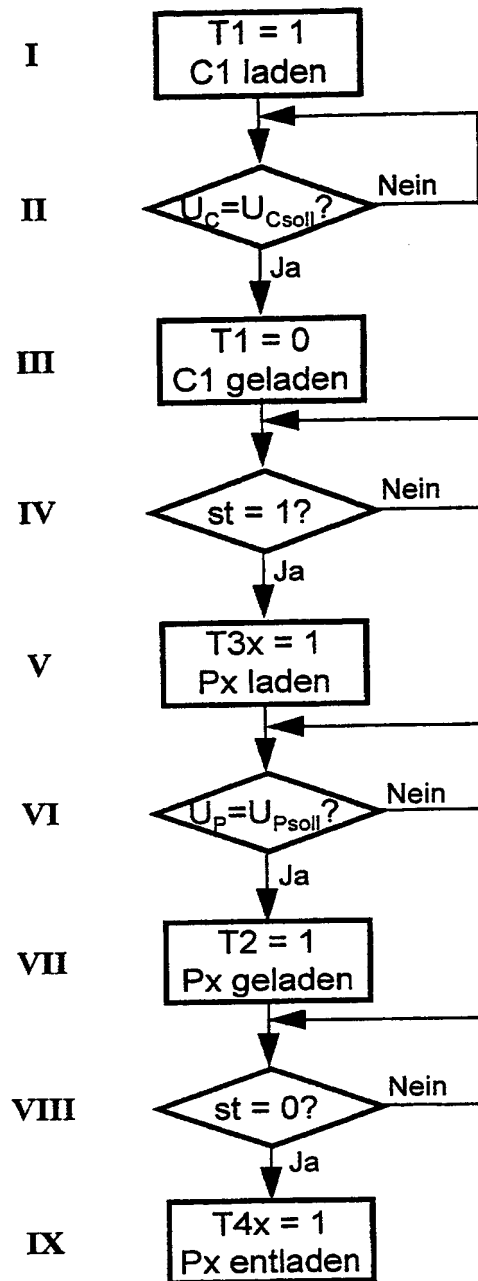 I
T1 = 1
C1 laden
II
U_C=U_Csoll?
Nein
Ja
III
T1 = 0
C1 geladen
IV
st = 1?
Nein
Ja
V
T3x = 1
Px laden
VI
U_P=U_Psoll?
Nein
Ja
VII
T2 = 1
Px geladen
VIII
st = 0?
Nein
Ja
IX
T4x = 1
Px entladen